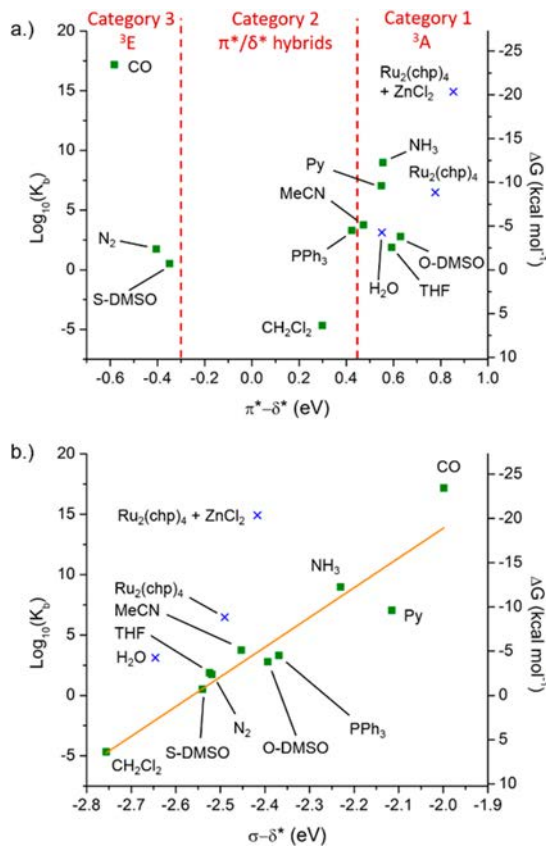 a.)
Category 3
³E
Category 2
π*/δ* hybrids
Category 1
³A
CO
Ru₂(chp)₄
+ ZnCl₂
NH₃
Py
Ru₂(chp)₄
MeCN
N₂
PPh₃
O-DMSO
S-DMSO
H₂O
THF
CH₂Cl₂
Log₁₀(K_b)
20
15
10
5
0
-5
ΔG (kcal mol⁻¹)
-25
-20
-15
-10
-5
0
5
10
-0.6 -0.4 -0.2 0.0 0.2 0.4 0.6 0.8 1.0
π*–δ* (eV)
b.)
CO
Ru₂(chp)₄ + ZnCl₂
NH₃
Ru₂(chp)₄
MeCN
Py
THF
H₂O
PPh₃
N₂
O-DMSO
S-DMSO
CH₂Cl₂
Log₁₀(K_b)
20
15
10
5
0
-5
ΔG (kcal mol⁻¹)
-25
-20
-15
-10
-5
0
5
10
-2.8 -2.7 -2.6 -2.5 -2.4 -2.3 -2.2 -2.1 -2.0 -1.9
σ–δ* (eV)